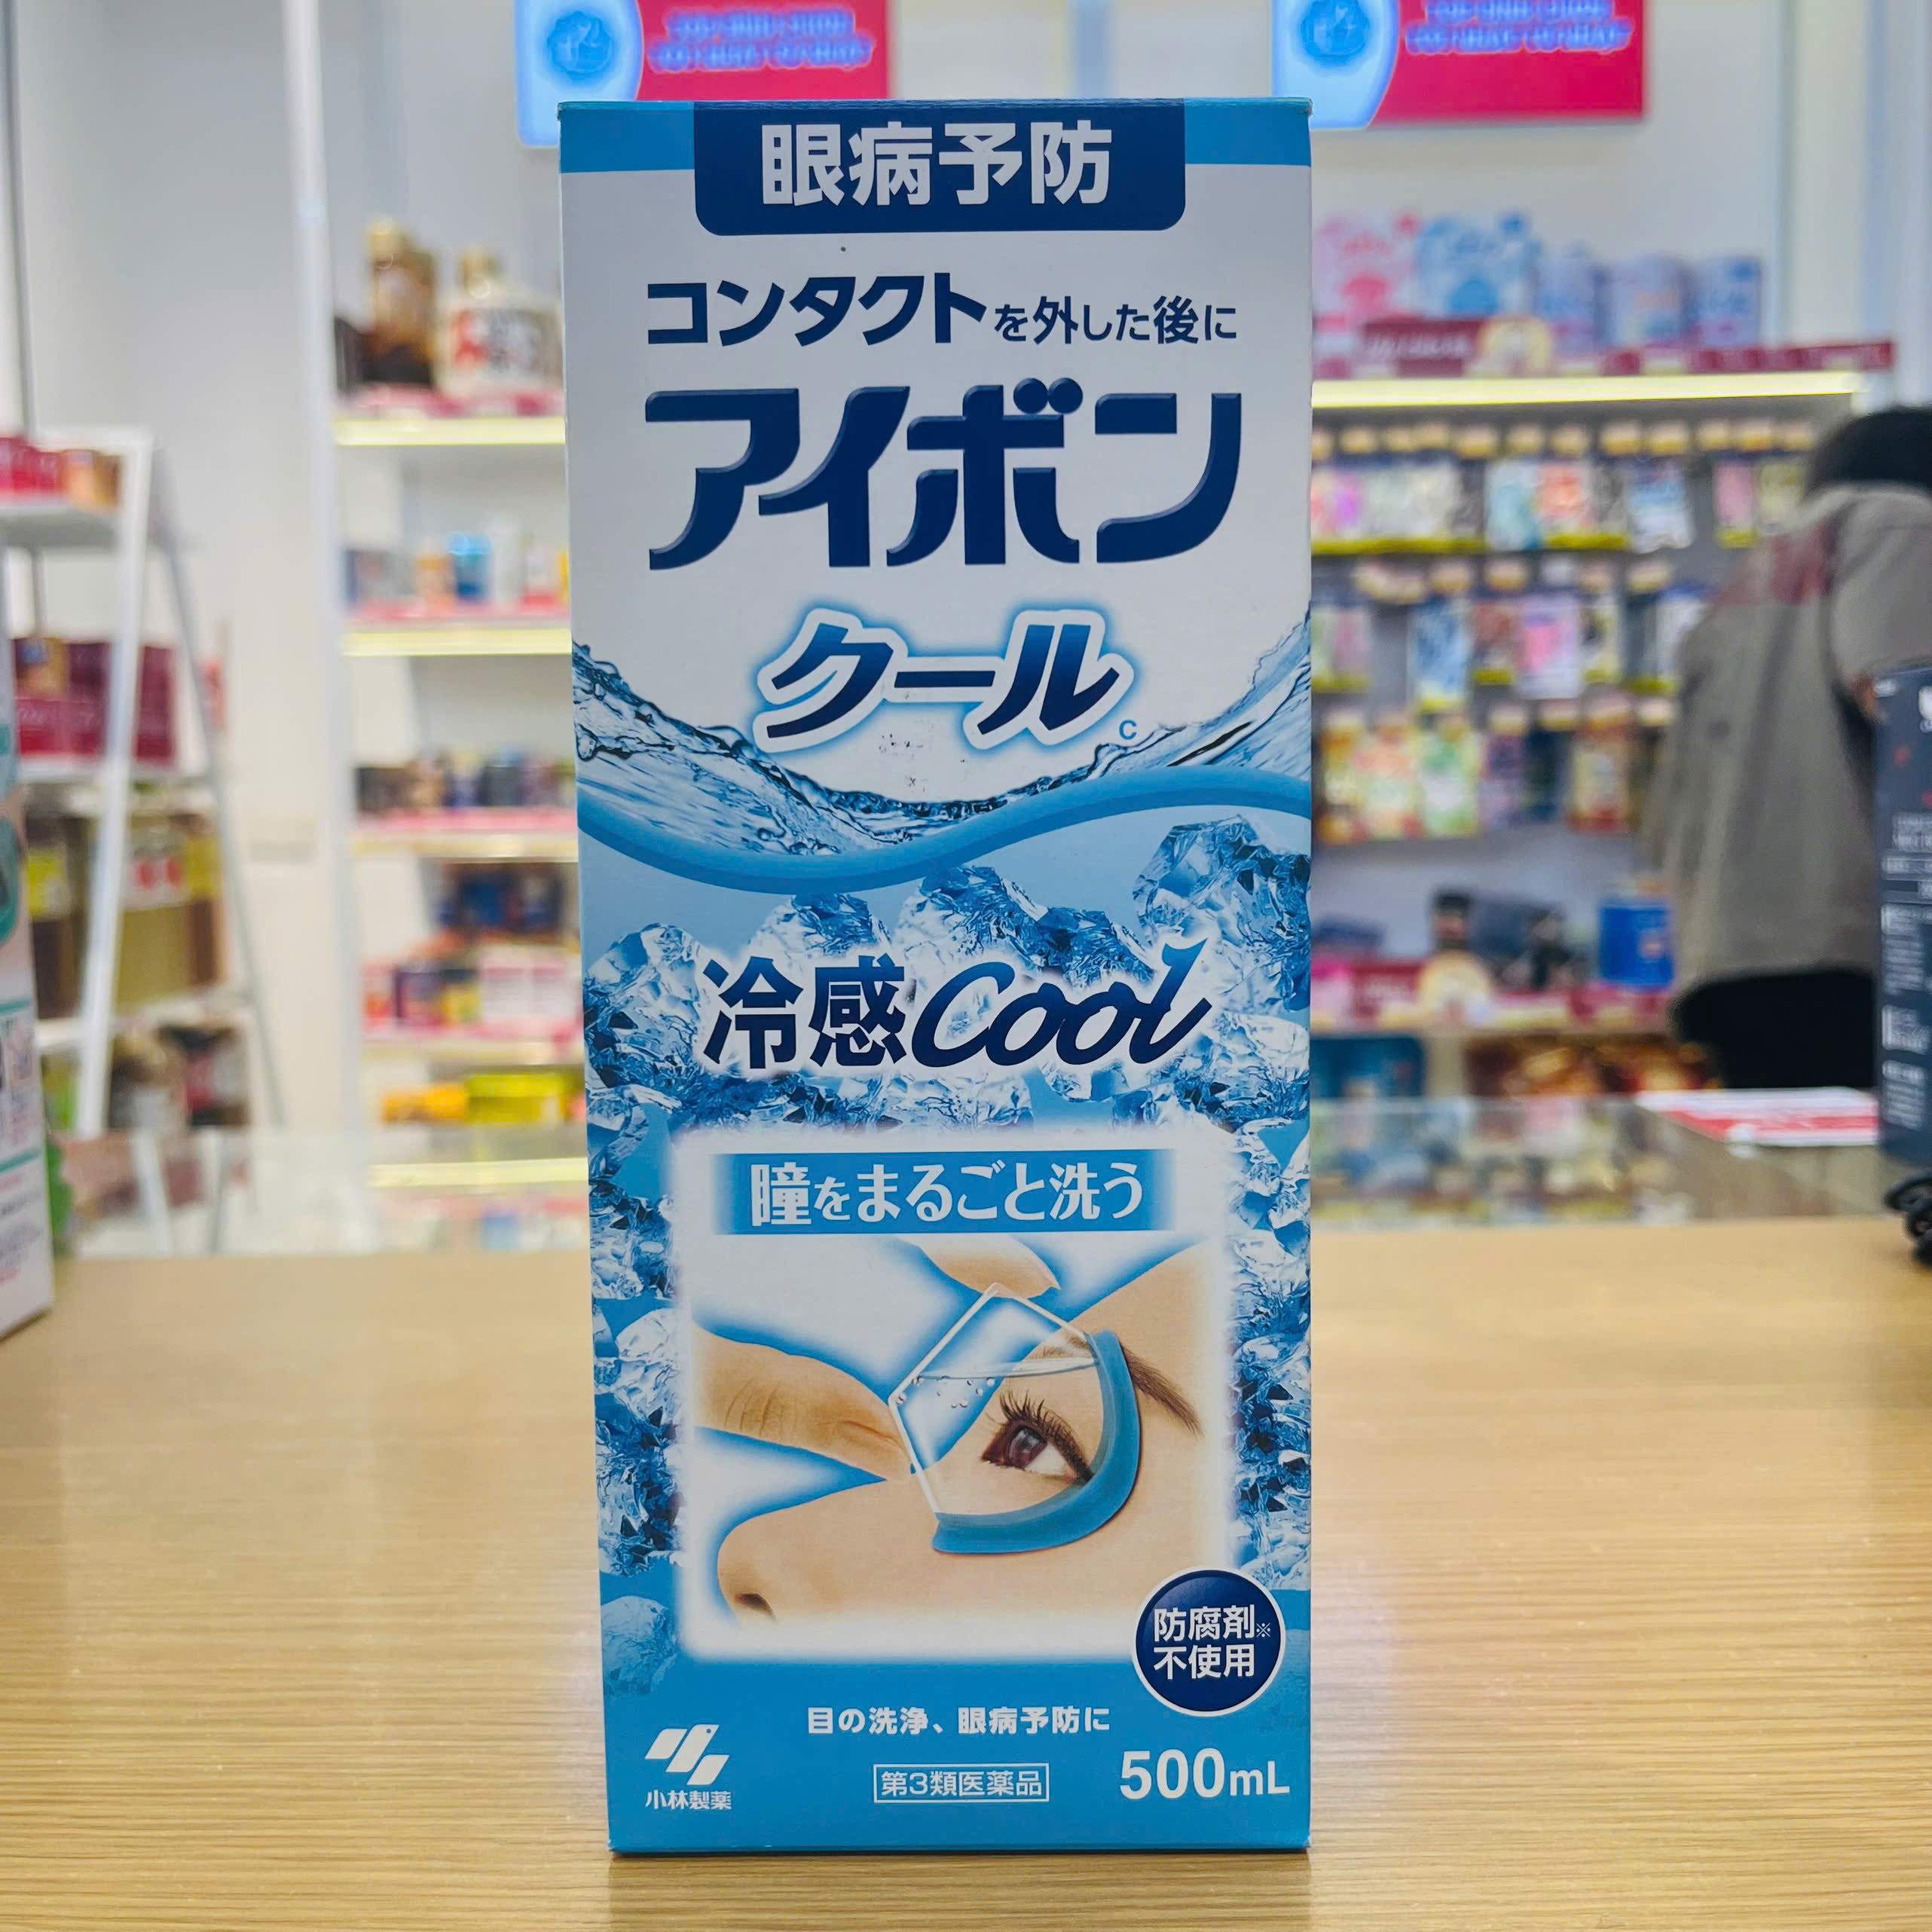 眼病予防
コンタクトを外した後に
アイボン
クール
c
冷感cool
瞳をまるごと洗う
防腐剤※
不使用
目の洗浄、眼病予防に
小林製薬
第3類医薬品
500mL